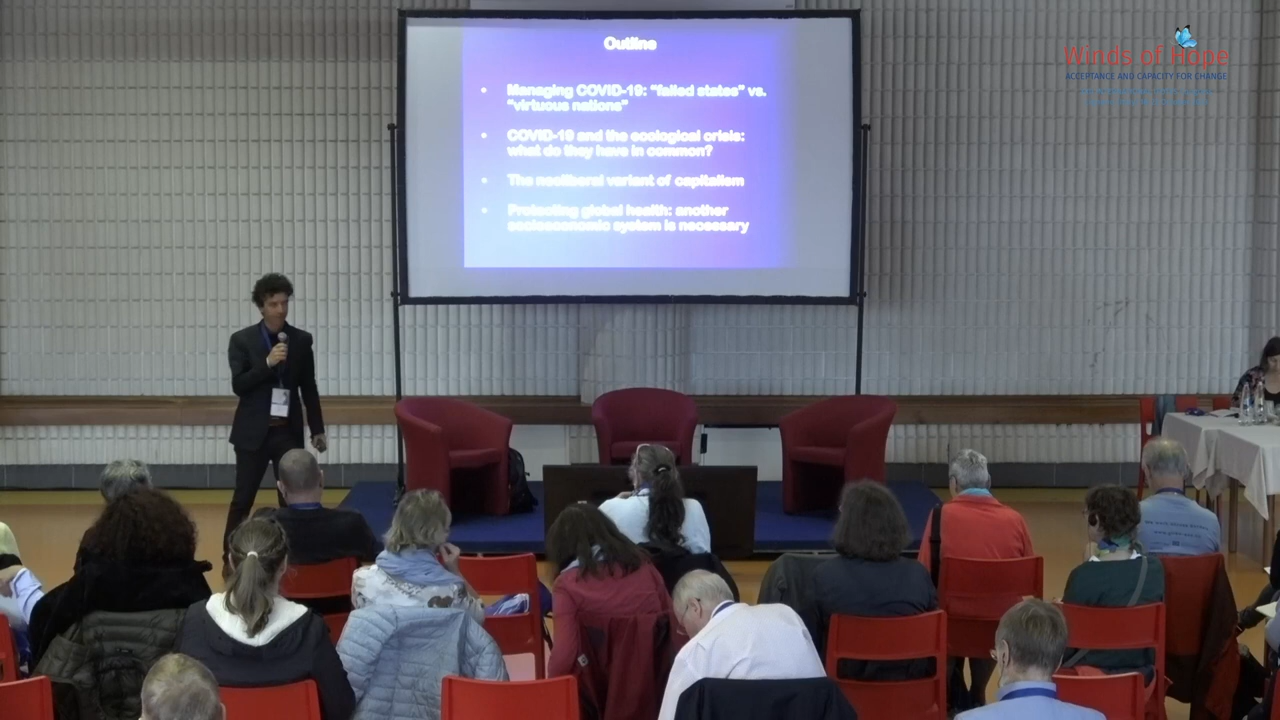 Outline
• Managing COVID-19: “failed states” vs.
“virtuous nations”
• COVID-19 and the ecological crisis:
what do they have in common?
• The neoliberal variant of capitalism
• Protecting global health: another
socioeconomic system is necessary
Winds of Hope
ACCEPTANCE AND CAPACITY FOR CHANGE